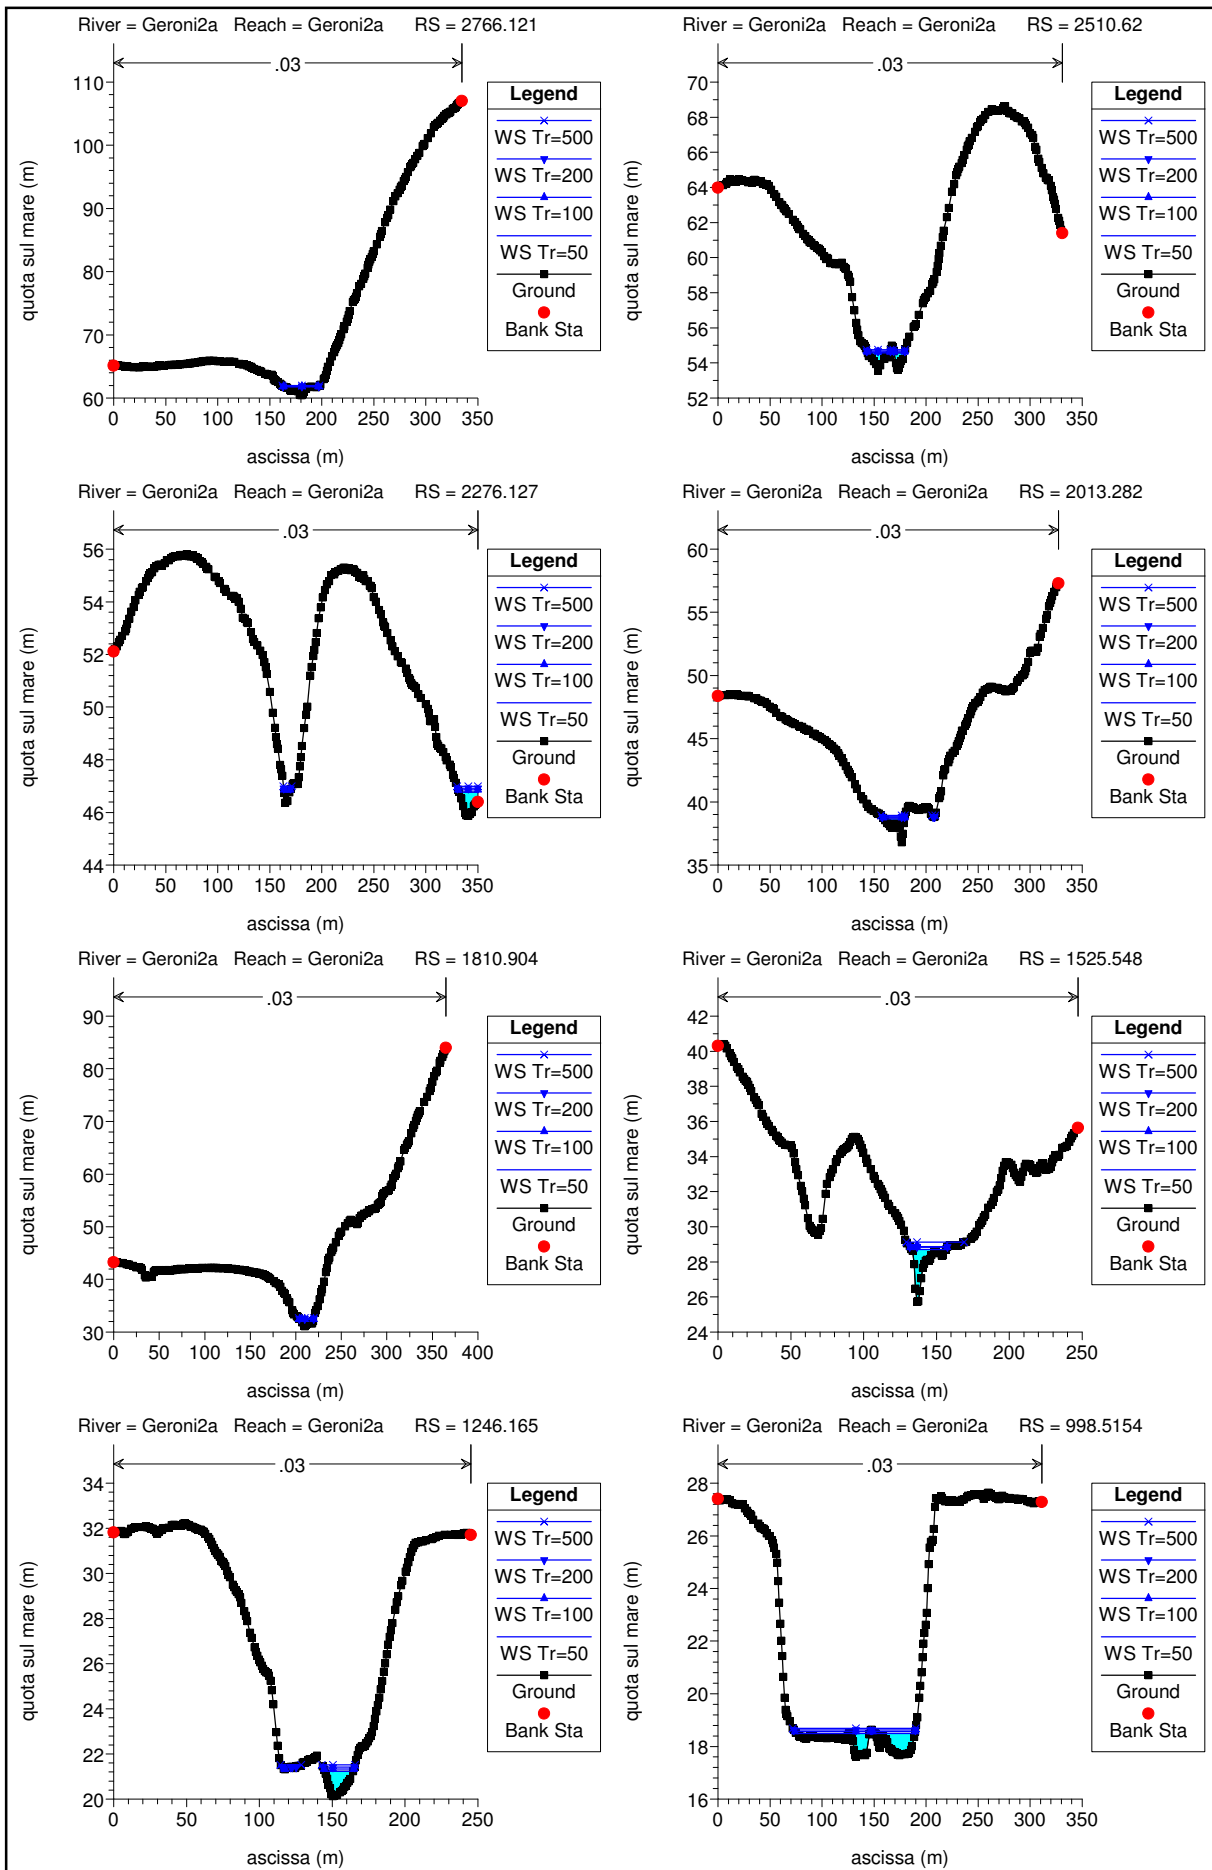 River = Geroni2a Reach = Geroni2a RS = 2766.121
.03
110
100
90
80
70
60
0 50 100 150 200 250 300 350
quota sul mare (m)
ascissa (m)
Legend
WS Tr=500
WS Tr=200
WS Tr=100
WS Tr=50
Ground
Bank Sta
River = Geroni2a Reach = Geroni2a RS = 2510.62
.03
70
68
66
64
62
60
58
56
54
52
0 50 100 150 200 250 300 350
quota sul mare (m)
ascissa (m)
Legend
WS Tr=500
WS Tr=200
WS Tr=100
WS Tr=50
Ground
Bank Sta
River = Geroni2a Reach = Geroni2a RS = 2276.127
.03
56
54
52
50
48
46
44
0 50 100 150 200 250 300 350
quota sul mare (m)
ascissa (m)
Legend
WS Tr=500
WS Tr=200
WS Tr=100
WS Tr=50
Ground
Bank Sta
River = Geroni2a Reach = Geroni2a RS = 2013.282
.03
60
55
50
45
40
35
0 50 100 150 200 250 300 350
quota sul mare (m)
ascissa (m)
Legend
WS Tr=500
WS Tr=200
WS Tr=100
WS Tr=50
Ground
Bank Sta
River = Geroni2a Reach = Geroni2a RS = 1810.904
.03
90
80
70
60
50
40
30
0 50 100 150 200 250 300 350 400
quota sul mare (m)
ascissa (m)
Legend
WS Tr=500
WS Tr=200
WS Tr=100
WS Tr=50
Ground
Bank Sta
River = Geroni2a Reach = Geroni2a RS = 1525.548
.03
42
40
38
36
34
32
30
28
26
24
0 50 100 150 200 250
quota sul mare (m)
ascissa (m)
Legend
WS Tr=500
WS Tr=200
WS Tr=100
WS Tr=50
Ground
Bank Sta
River = Geroni2a Reach = Geroni2a RS = 1246.165
.03
34
32
30
28
26
24
22
20
0 50 100 150 200 250
quota sul mare (m)
ascissa (m)
Legend
WS Tr=500
WS Tr=200
WS Tr=100
WS Tr=50
Ground
Bank Sta
River = Geroni2a Reach = Geroni2a RS = 998.5154
.03
28
26
24
22
20
18
16
0 50 100 150 200 250 300 350
quota sul mare (m)
ascissa (m)
Legend
WS Tr=500
WS Tr=200
WS Tr=100
WS Tr=50
Ground
Bank Sta